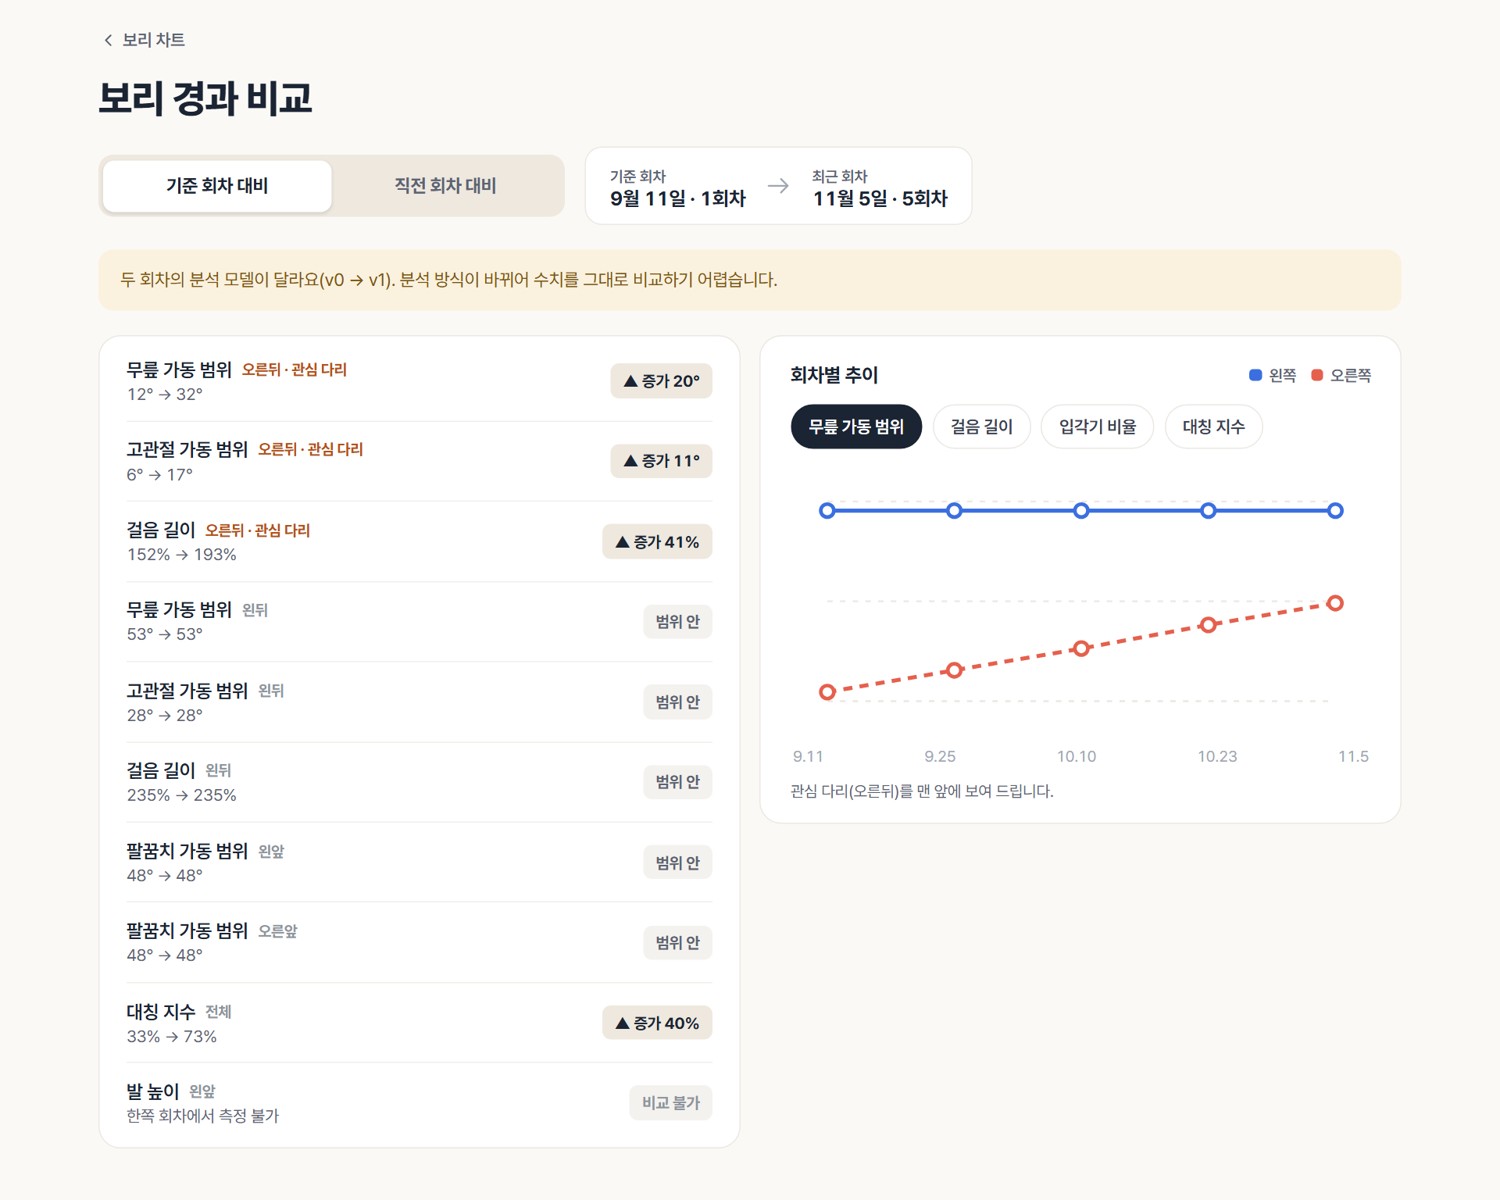 보리 차트
보리 경과 비교
기준 회차 대비
직전 회차 대비
기준 회차
9월 11일 · 1회차
→
최근 회차
11월 5일 · 5회차
두 회차의 분석 모델이 달라요(v0 → v1). 분석 방식이 바뀌어 수치를 그대로 비교하기 어렵습니다.
무릎 가동 범위 오른뒤 · 관심 다리
12° → 32°
▲ 증가 20°
고관절 가동 범위 오른뒤 · 관심 다리
6° → 17°
▲ 증가 11°
걸음 길이 오른뒤 · 관심 다리
152% → 193%
▲ 증가 41%
무릎 가동 범위 왼뒤
53° → 53°
범위 안
고관절 가동 범위 왼뒤
28° → 28°
범위 안
걸음 길이 왼뒤
235% → 235%
범위 안
팔꿈치 가동 범위 왼앞
48° → 48°
범위 안
팔꿈치 가동 범위 오른앞
48° → 48°
범위 안
대칭 지수 전체
33% → 73%
▲ 증가 40%
발 높이 왼앞
한쪽 회차에서 측정 불가
비교 불가
회차별 추이
왼쪽 오른쪽
무릎 가동 범위 걸음 길이 입각기 비율 대칭 지수
9.11 9.25 10.10 10.23 11.5
관심 다리(오른뒤)를 맨 앞에 보여 드립니다.